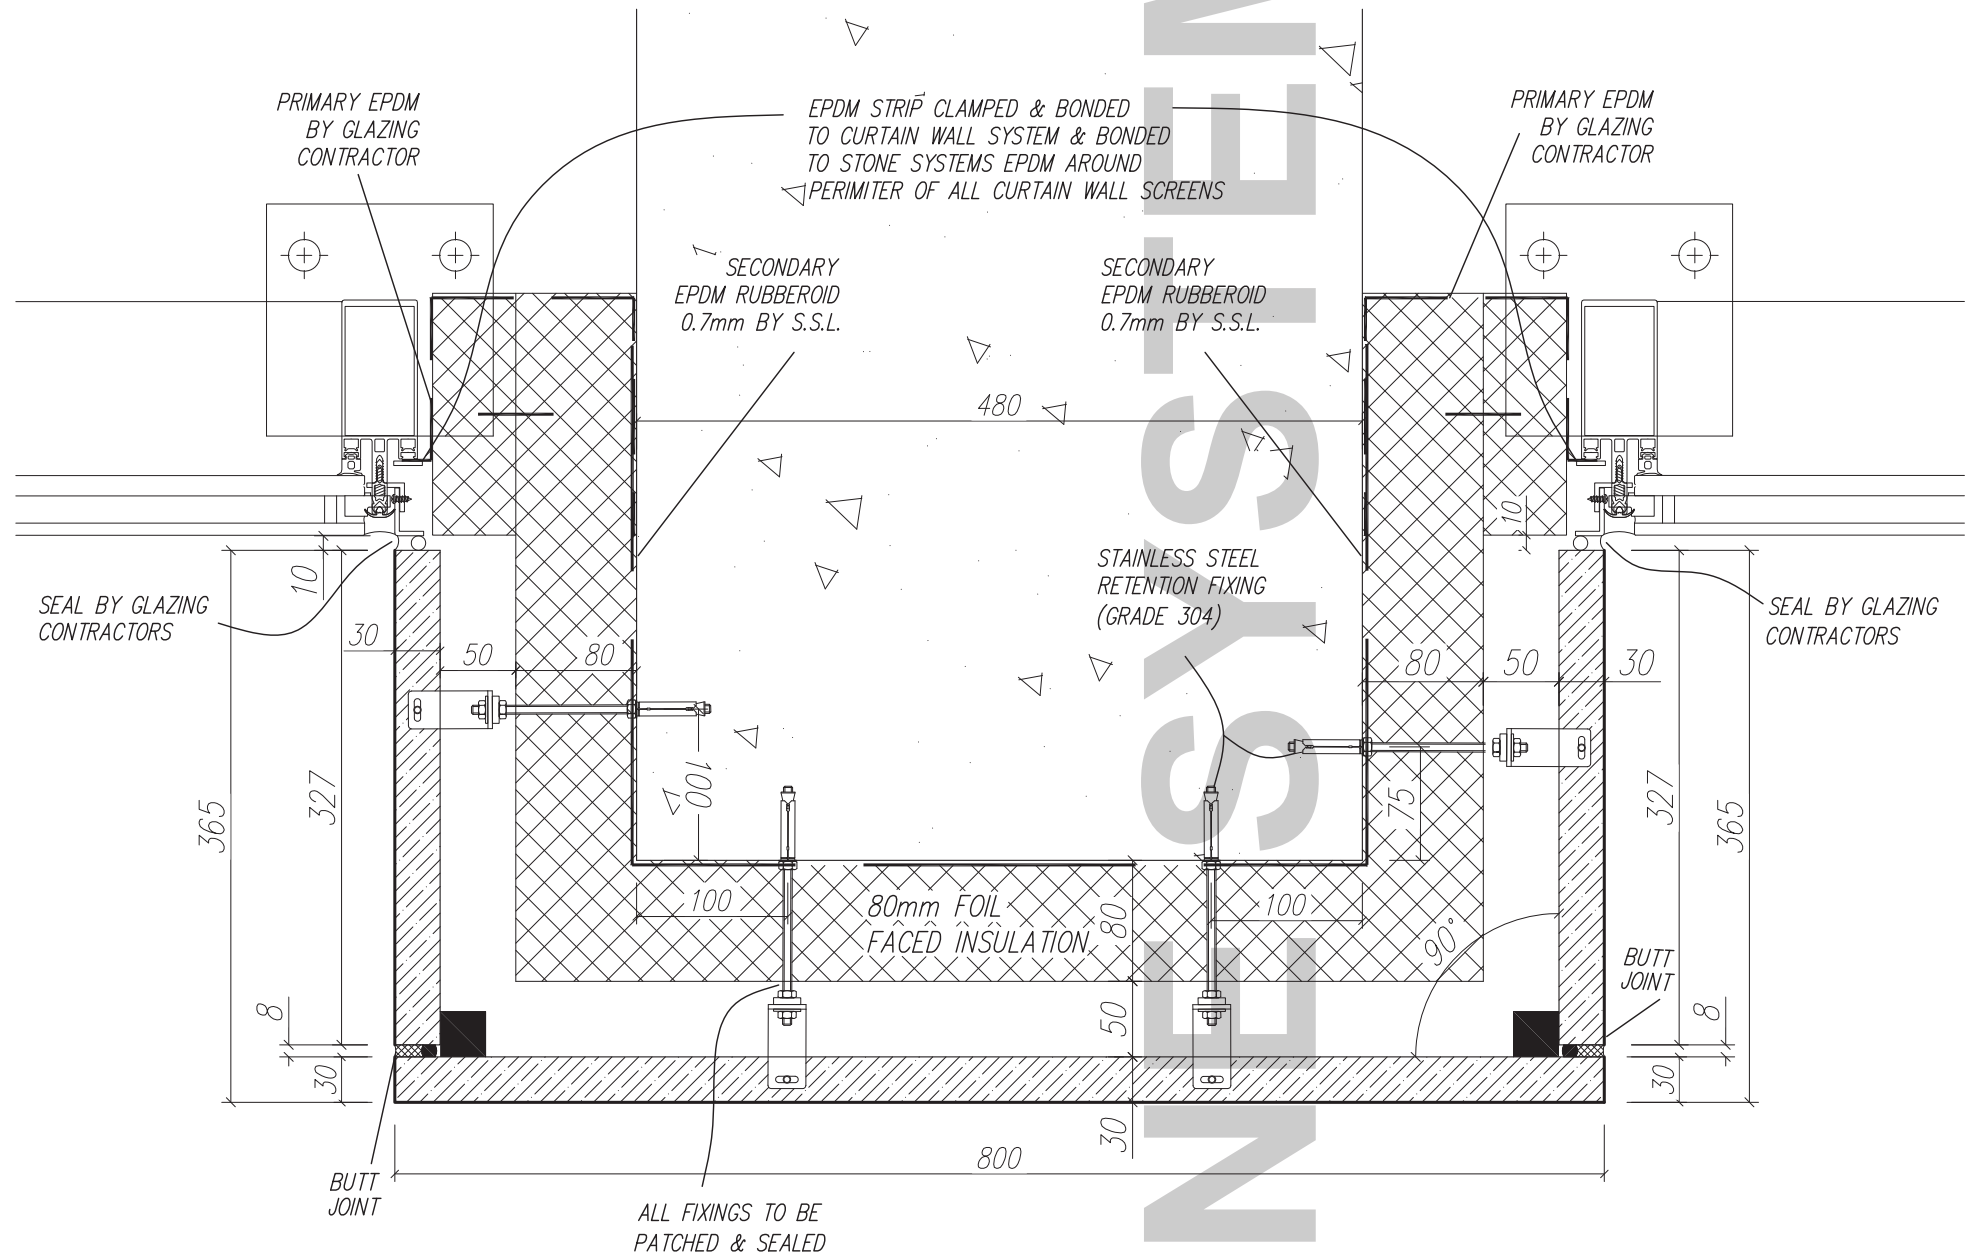 PRIMARY EPDM
BY GLAZING
CONTRACTOR
EPDM STRIP CLAMPED & BONDED
TO CURTAIN WALL SYSTEM & BONDED
TO STONE SYSTEMS EPDM AROUND
PERIMITER OF ALL CURTAIN WALL SCREENS
PRIMARY EPDM
BY GLAZING
CONTRACTOR
SECONDARY
EPDM RUBBEROID
0.7mm BY S.S.L.
SECONDARY
EPDM RUBBEROID
0.7mm BY S.S.L.
480
10
10
STAINLESS STEEL
RETENTION FIXING
(GRADE 304)
SEAL BY GLAZING
CONTRACTORS
SEAL BY GLAZING
CONTRACTORS
30
50
80
80
50
30
100
75
365
327
327
365
100
80mm FOIL
FACED INSULATION
80
100
90°
BUTT
JOINT
8
50
8
30
30
30
800
BUTT
JOINT
ALL FIXINGS TO BE
PATCHED & SEALED
NE SYSTEM